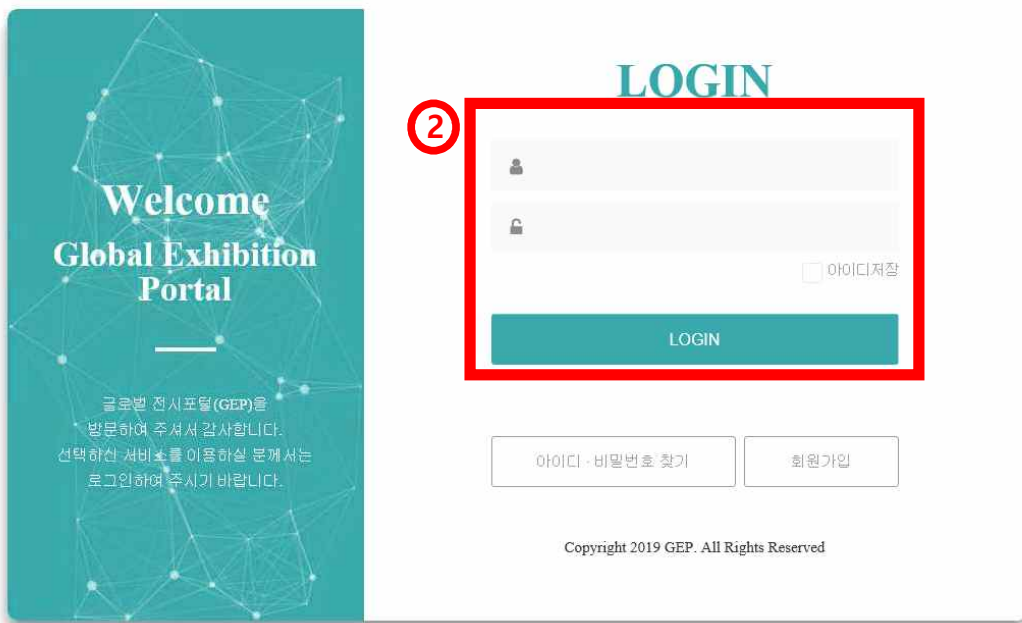 Welcome
Global Exhibition
Portal
글로벌 전시포털(GEP)을
방문하여 주셔서 감사합니다.
선택하신 서비스를 이용하실 분께서는
로그인하여 주시기 바랍니다.
LOGIN
2
아이디저장
LOGIN
아이디 · 비밀번호 찾기
회원가입
Copyright 2019 GEP. All Rights Reserved